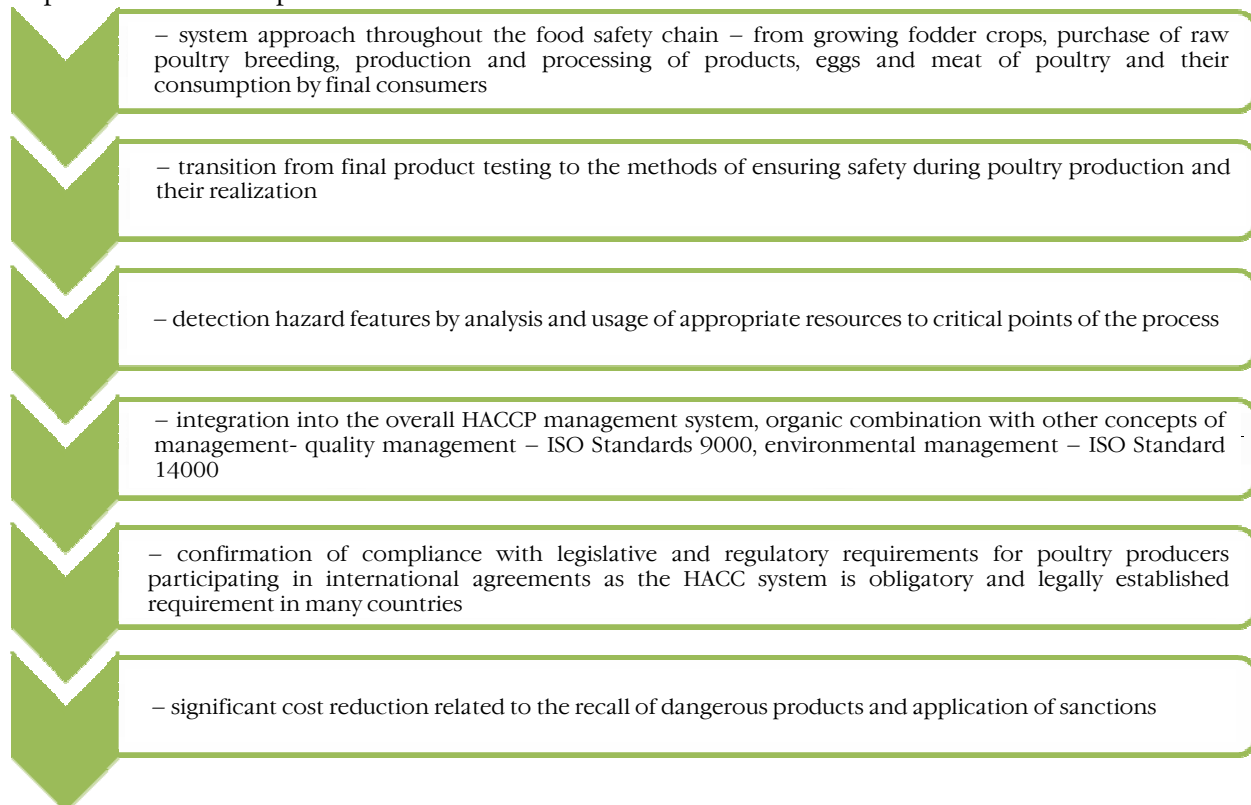 – system approach throughout the food safety chain – from growing fodder crops, purchase of raw
poultry breeding, production and processing of products, eggs and meat of poultry and their
consumption by final consumers
– transition from final product testing to the methods of ensuring safety during poultry production and
their realization
– detection hazard features by analysis and usage of appropriate resources to critical points of the process
– integration into the overall HACCP management system, organic combination with other concepts of
management- quality management – ISO Standards 9000, environmental management – ISO Standard
14000
– confirmation of compliance with legislative and regulatory requirements for poultry producers
participating in international agreements as the HACC system is obligatory and legally established
requirement in many countries
– significant cost reduction related to the recall of dangerous products and application of sanctions